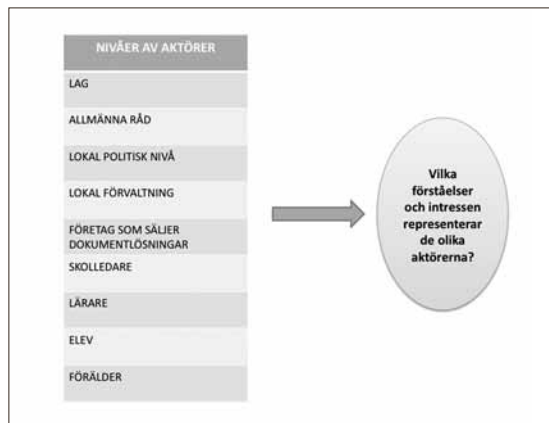 NIVÅER AV AKTÖRER
LAG
ALLMÄNNA RÅD
LOKAL POLITISK NIVÅ
LOKAL FÖRVALTNING
FÖRETAG SOM SÄLJER
DOKUMENTLÖSNINGAR
SKOLLEDARE
LÄRARE
ELEV
FÖRÄLDER
Vilka
förståelser
och intressen
representerar
de olika
aktörerna?